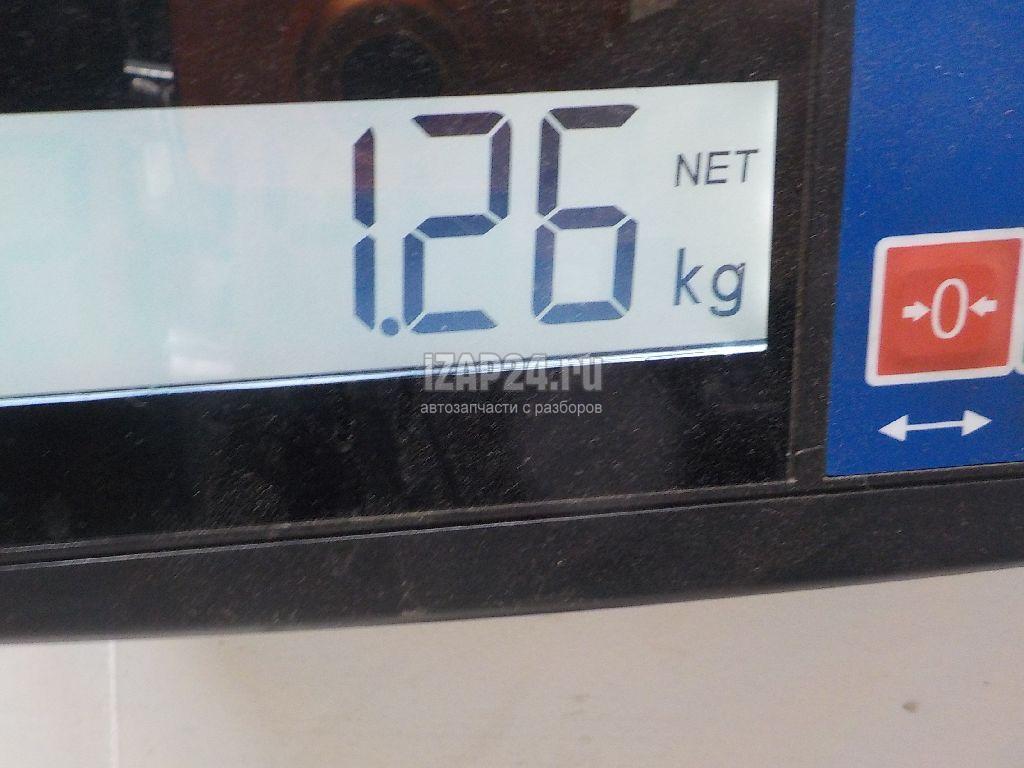 1.26 NET
kg
→0←
iZAP24.ru
автозапчасти с разборов